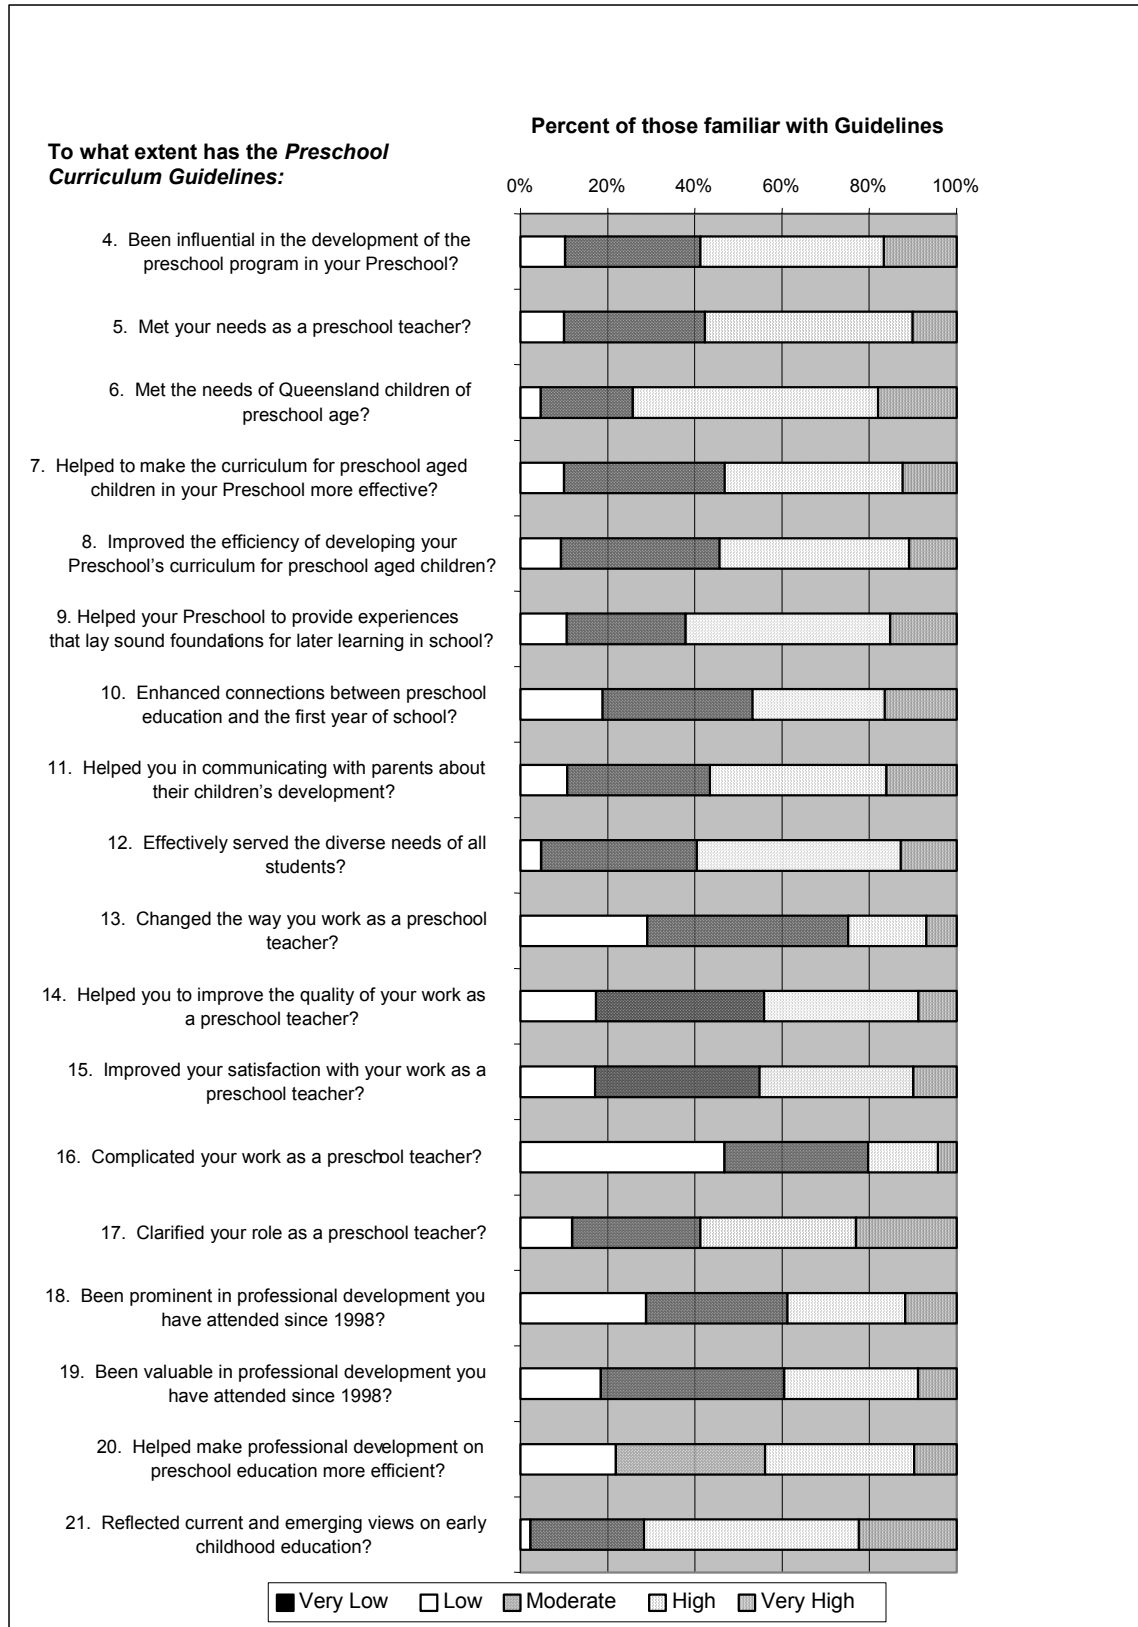 Percent of those familiar with Guidelines
To what extent has the Preschool
Curriculum Guidelines:
0% 20% 40% 60% 80% 100%
4. Been influential in the development of the
preschool program in your Preschool?
5. Met your needs as a preschool teacher?
6. Met the needs of Queensland children of
preschool age?
7. Helped to make the curriculum for preschool aged
children in your Preschool more effective?
8. Improved the efficiency of developing your
Preschool's curriculum for preschool aged children?
9. Helped your Preschool to provide experiences
that lay sound foundations for later learning in school?
10. Enhanced connections between preschool
education and the first year of school?
11. Helped you in communicating with parents about
their children's development?
12. Effectively served the diverse needs of all
students?
13. Changed the way you work as a preschool
teacher?
14. Helped you to improve the quality of your work as
a preschool teacher?
15. Improved your satisfaction with your work as a
preschool teacher?
16. Complicated your work as a preschool teacher?
17. Clarified your role as a preschool teacher?
18. Been prominent in professional development you
have attended since 1998?
19. Been valuable in professional development you
have attended since 1998?
20. Helped make professional development on
preschool education more efficient?
21. Reflected current and emerging views on early
childhood education?
Very Low Low Moderate High Very High